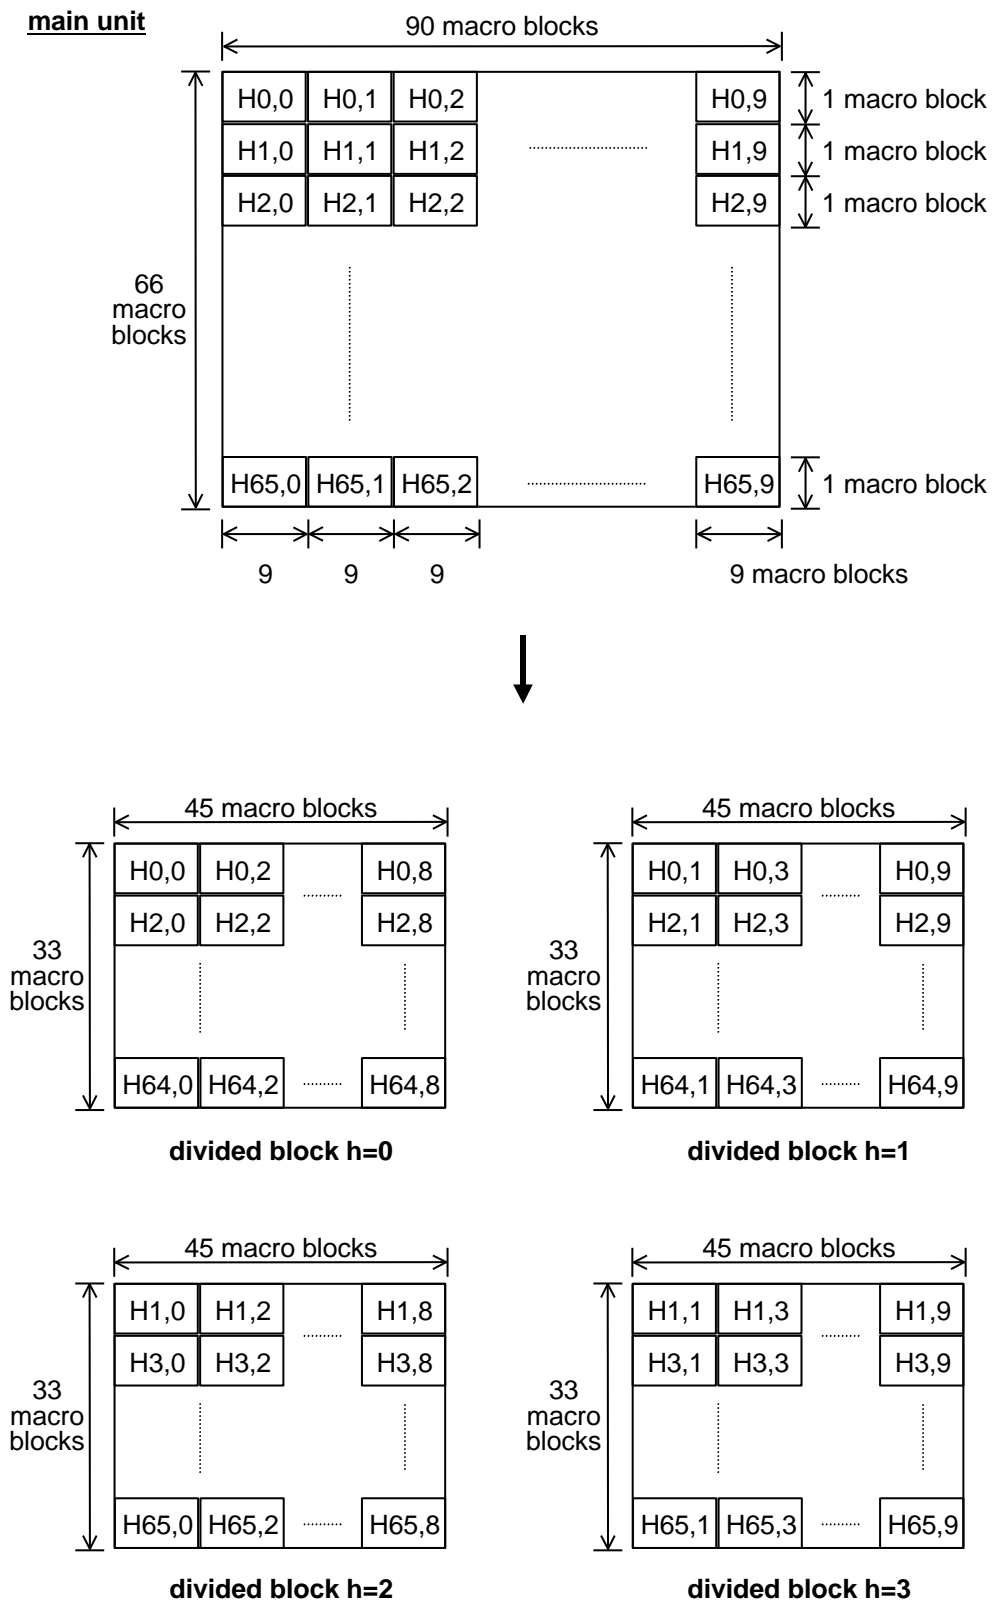 main unit
90 macro blocks
H0,0 H0,1 H0,2 H0,9 1 macro block
H1,0 H1,1 H1,2 H1,9 1 macro block
H2,0 H2,1 H2,2 H2,9 1 macro block
66
macro
blocks
H65,0 H65,1 H65,2 H65,9 1 macro block
9 9 9 9 macro blocks
45 macro blocks
H0,0 H0,2 H0,8
H2,0 H2,2 H2,8
33
macro
blocks
H64,0 H64,2 H64,8
divided block h=0
45 macro blocks
H0,1 H0,3 H0,9
H2,1 H2,3 H2,9
33
macro
blocks
H64,1 H64,3 H64,9
divided block h=1
45 macro blocks
H1,0 H1,2 H1,8
H3,0 H3,2 H3,8
33
macro
blocks
H65,0 H65,2 H65,8
divided block h=2
45 macro blocks
H1,1 H1,3 H1,9
H3,1 H3,3 H3,9
33
macro
blocks
H65,1 H65,3 H65,9
divided block h=3